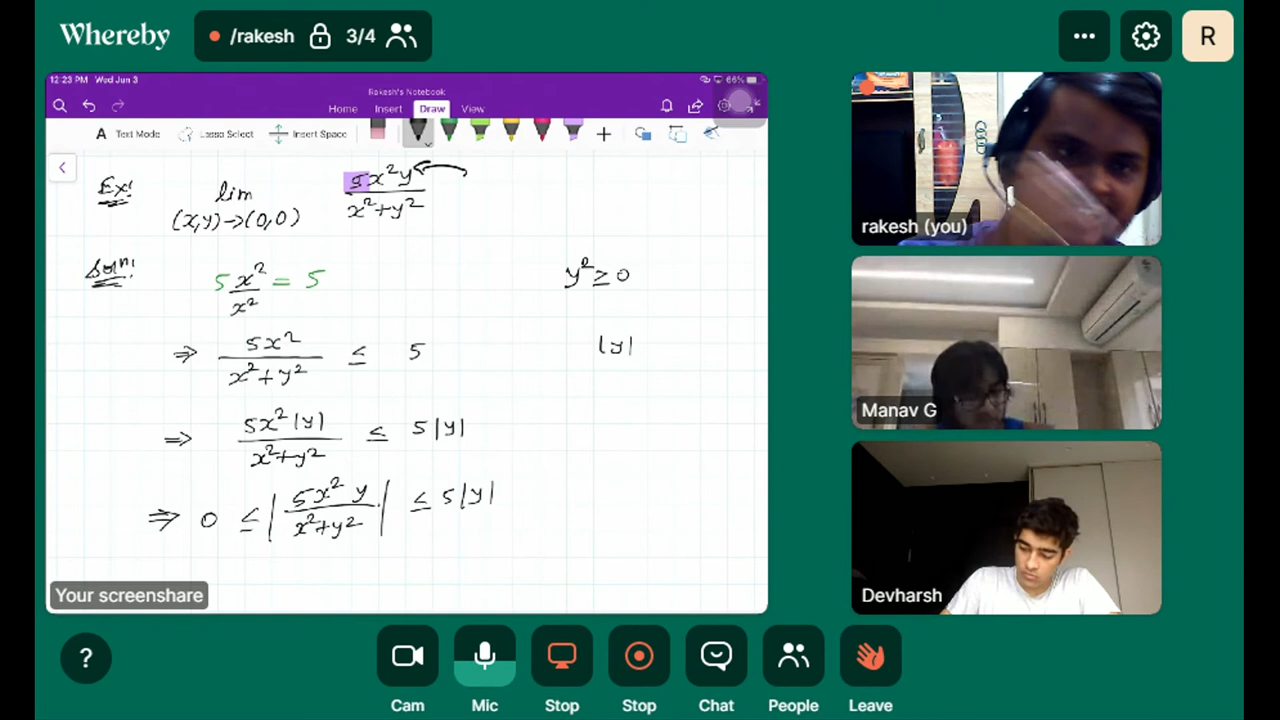 Whereby
/rakesh 3/4
R
12:23 PM Wed Jun 3
66%
Rakesh's Notebook
Home Insert Draw View
A Text Mode Lasso Select Insert Space
Ex:
lim
(x,y)→(0,0)
5x²y
x²+y²
Soln:
5 x² = 5
x²
y² ≥ 0
⇒ 5x² ≤ 5
x²+y²
|y|
⇒ 5x²|y| ≤ 5|y|
x²+y²
⇒ 0 ≤ | 5x² y | ≤ 5|y|
x²+y²
Your screenshare
rakesh (you)
Manav G
Devharsh
?
Cam Mic Stop Stop Chat People Leave